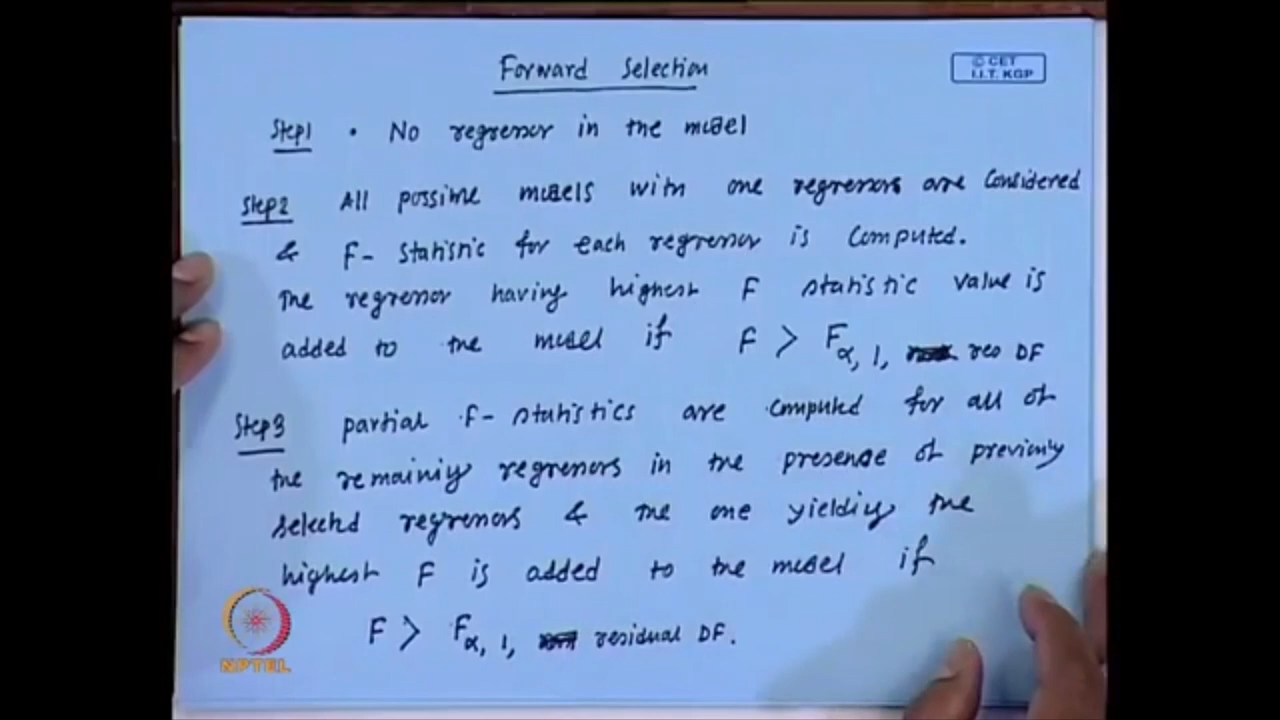 Forward Selection
© CET
I.I.T. KGP
Step1 • No regressor in the model
Step2 All possible models with one regressors are considered
& F- statistic for each regressor is computed.
The regressor having highest F statistic value is
added to the model if F > Fα, 1, res DF
Step3 partial F- statistics are computed for all of
the remaining regressors in the presence of previously
selected regressors & the one yielding the
highest F is added to the model if
F > Fα, 1, residual DF.
NPTEL